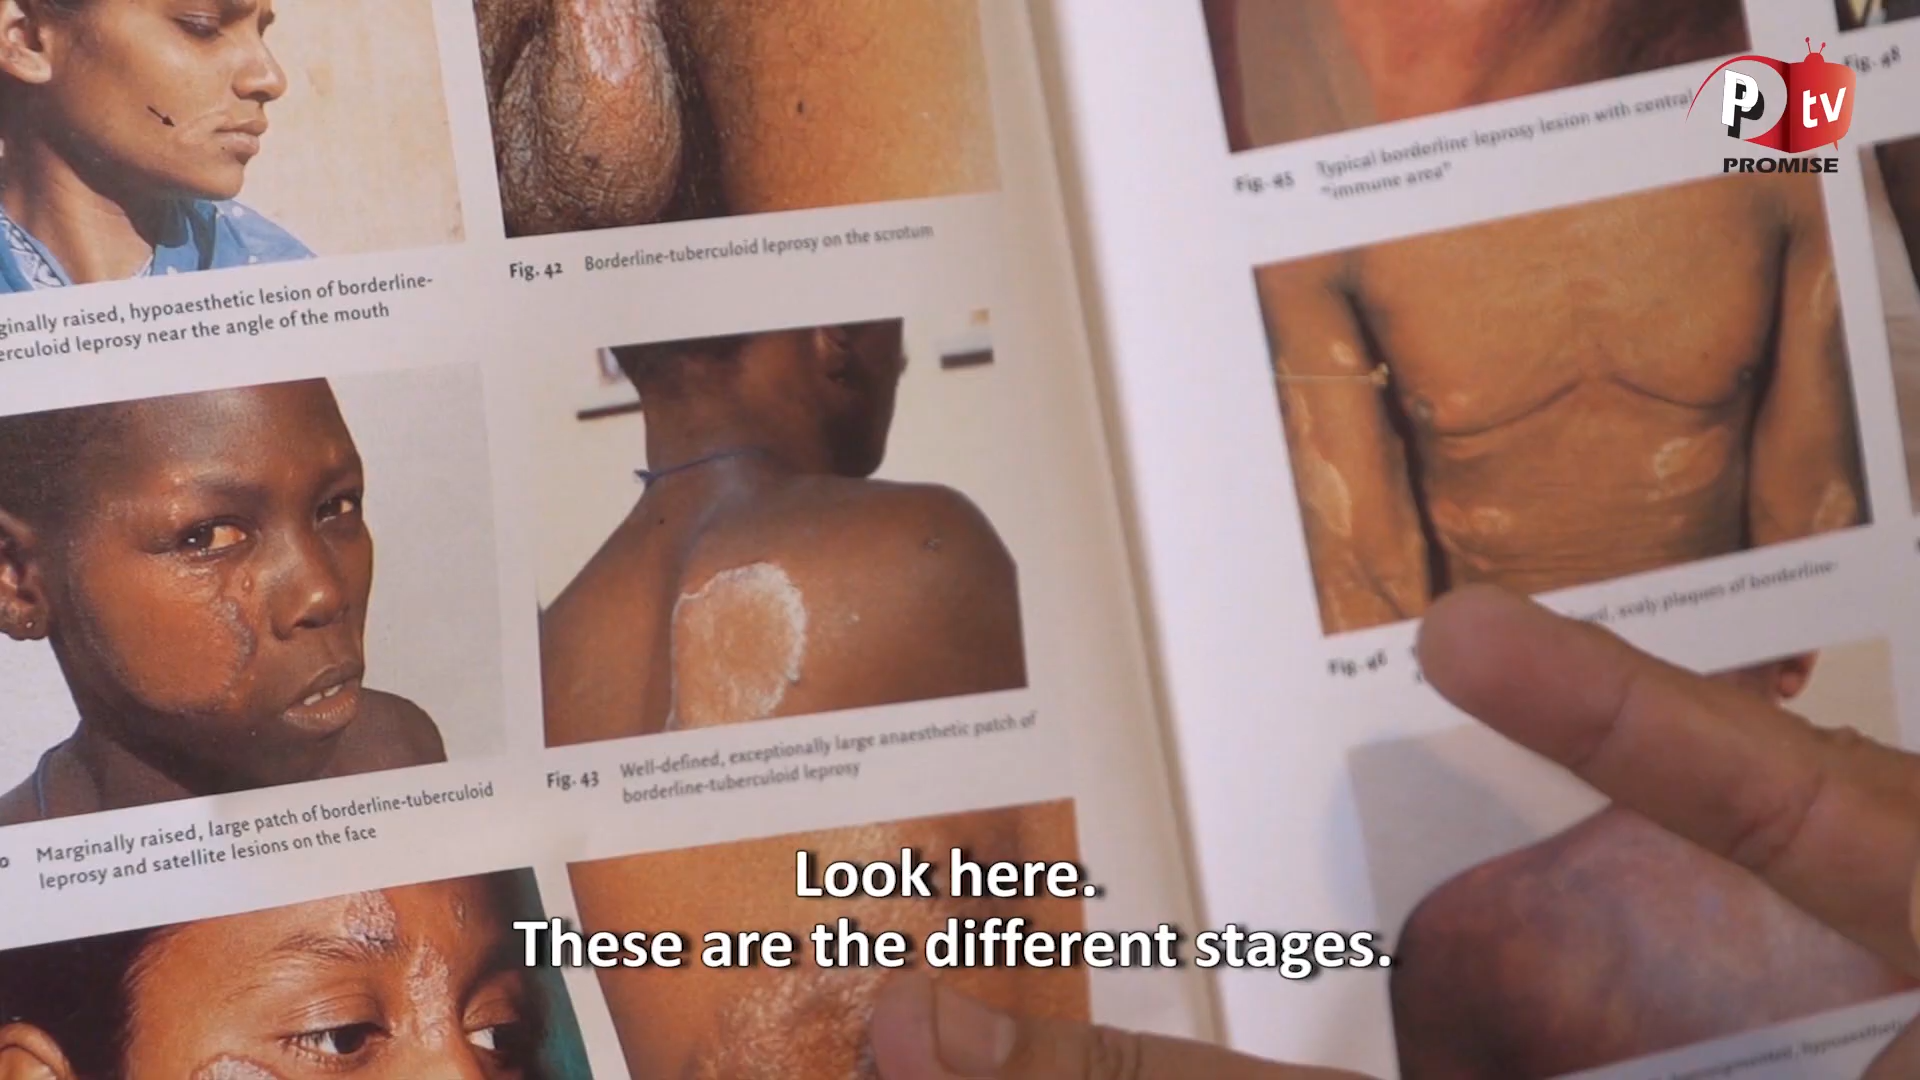 P
tv
PROMISE
Fig. 48
Fig. 45 Typical borderline leprosy lesion with central
"immune area"
Fig. 42 Borderline-tuberculoid leprosy on the scrotum
ginally raised, hypoaesthetic lesion of borderline-
erculoid leprosy near the angle of the mouth
Fig. 46
scaly plaques of borderline-
Fig. 43 Well-defined, exceptionally large anaesthetic patch of
borderline-tuberculoid leprosy
Marginally raised, large patch of borderline-tuberculoid
leprosy and satellite lesions on the face
Look here.
These are the different stages.